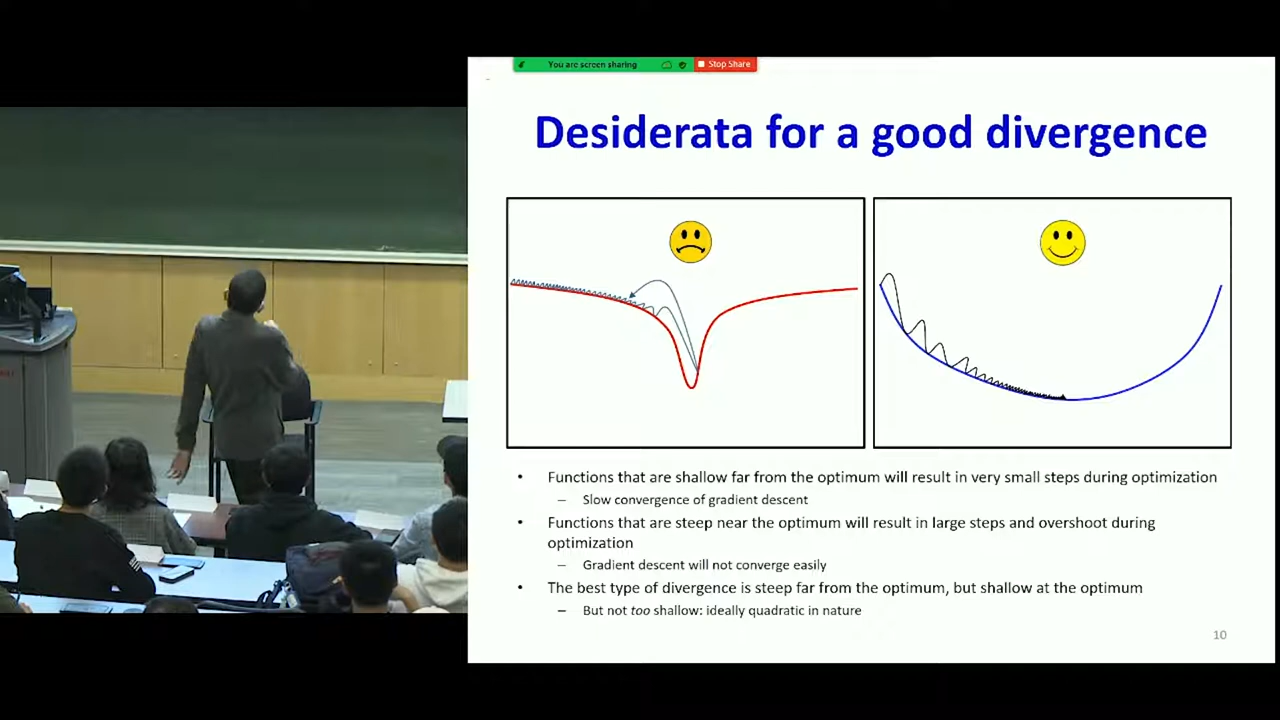 You are screen sharing
Stop Share
Desiderata for a good divergence
• Functions that are shallow far from the optimum will result in very small steps during optimization
– Slow convergence of gradient descent
• Functions that are steep near the optimum will result in large steps and overshoot during
optimization
– Gradient descent will not converge easily
• The best type of divergence is steep far from the optimum, but shallow at the optimum
– But not too shallow: ideally quadratic in nature
10